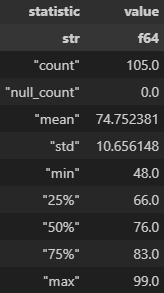 statistic value
str f64
"count" 105.0
"null_count" 0.0
"mean" 74.752381
"std" 10.656148
"min" 48.0
"25%" 66.0
"50%" 76.0
"75%" 83.0
"max" 99.0